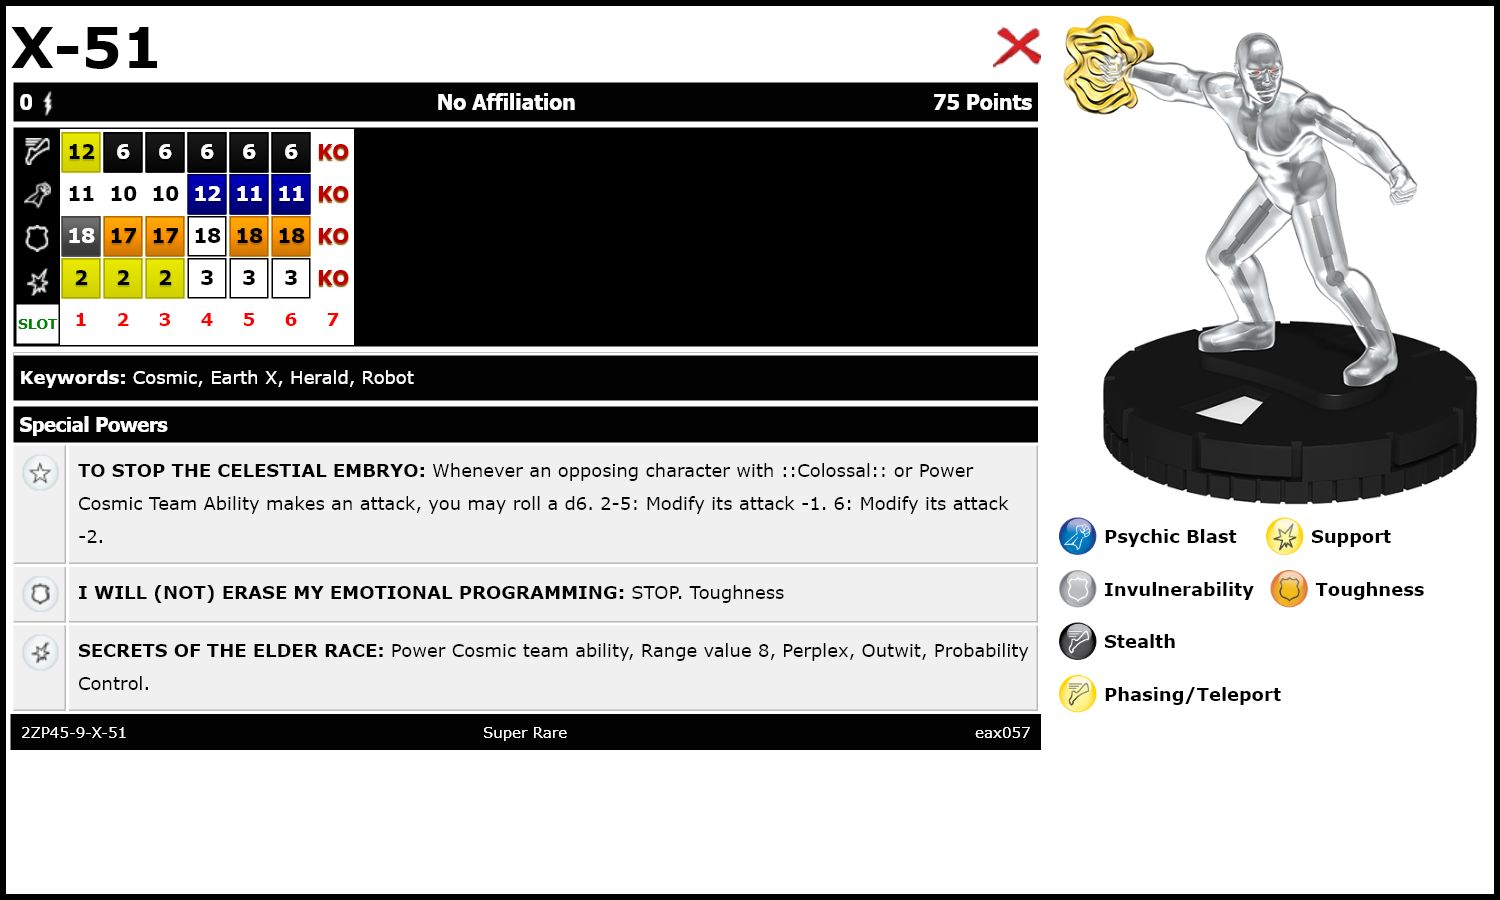 X-51
0 No Affiliation 75 Points
12 6 6 6 6 6 KO
11 10 10 12 11 11 KO
18 17 17 18 18 18 KO
2 2 2 3 3 3 KO
SLOT 1 2 3 4 5 6 7
Keywords: Cosmic, Earth X, Herald, Robot
Special Powers
TO STOP THE CELESTIAL EMBRYO: Whenever an opposing character with ::Colossal:: or Power
Cosmic Team Ability makes an attack, you may roll a d6. 2-5: Modify its attack -1. 6: Modify its attack
-2.
I WILL (NOT) ERASE MY EMOTIONAL PROGRAMMING: STOP. Toughness
SECRETS OF THE ELDER RACE: Power Cosmic team ability, Range value 8, Perplex, Outwit, Probability
Control.
2ZP45-9-X-51 Super Rare eax057
Psychic Blast Support
Invulnerability Toughness
Stealth
Phasing/Teleport